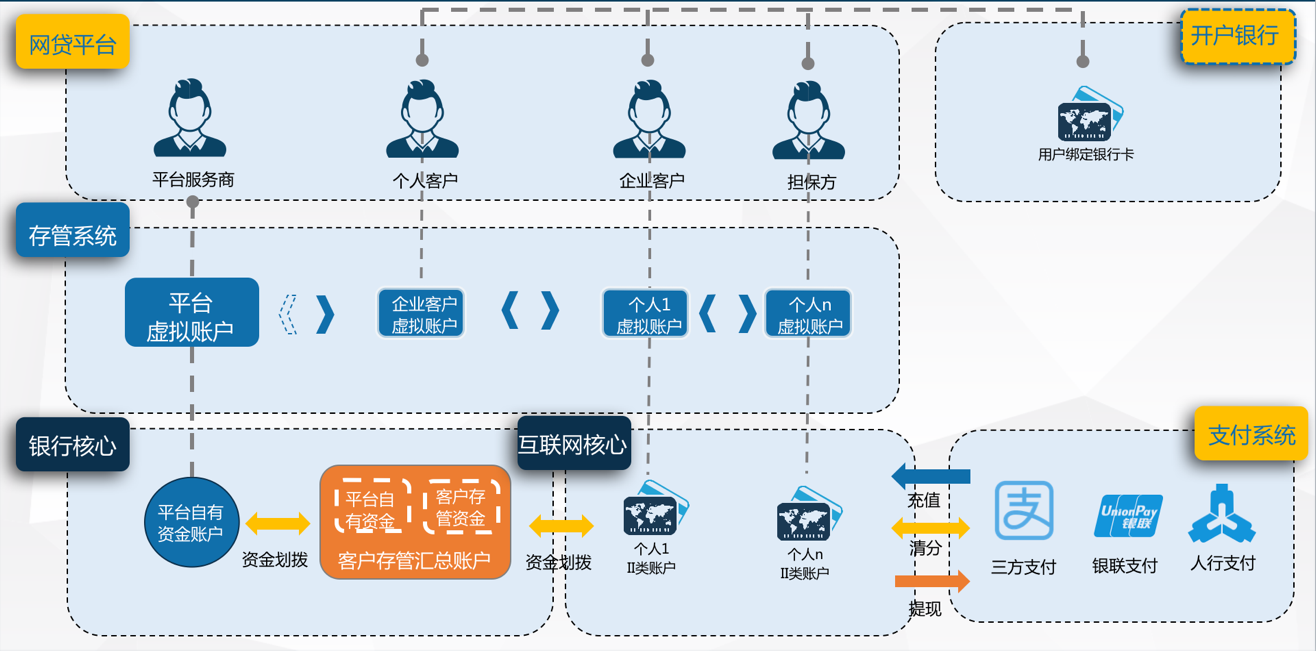 网贷平台
开户银行
平台服务商
个人客户
企业客户
担保方
用户绑定银行卡
存管系统
平台
虚拟账户
企业客户
虚拟账户
个人1
虚拟账户
个人n
虚拟账户
银行核心
互联网核心
支付系统
平台自有
资金账户
资金划拨
平台自
有资金
客户存
管资金
客户存管汇总账户
资金划拨
个人1
II类账户
个人n
II类账户
充值
清分
提现
支
三方支付
UnionPay
银联
银联支付
人行支付